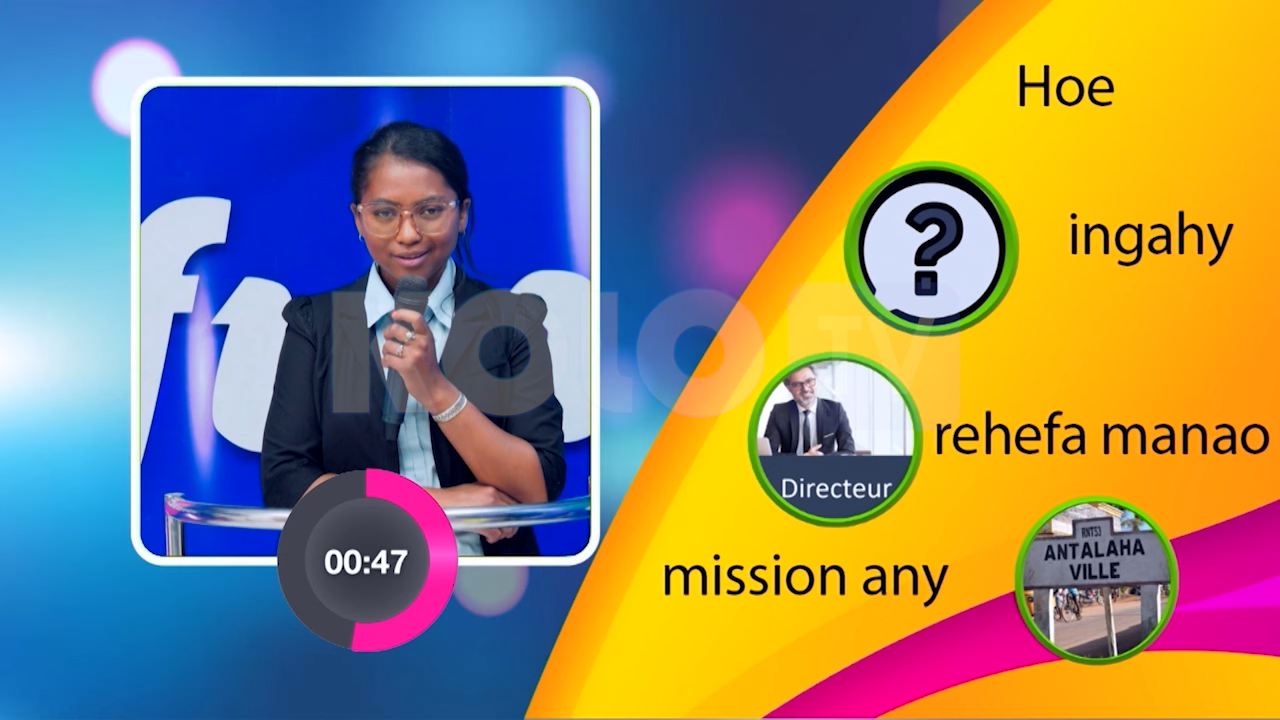 Hoe
?
ingahy
Directeur
rehefa manao
mission any
RNT53
ANTALAHA
VILLE
00:47